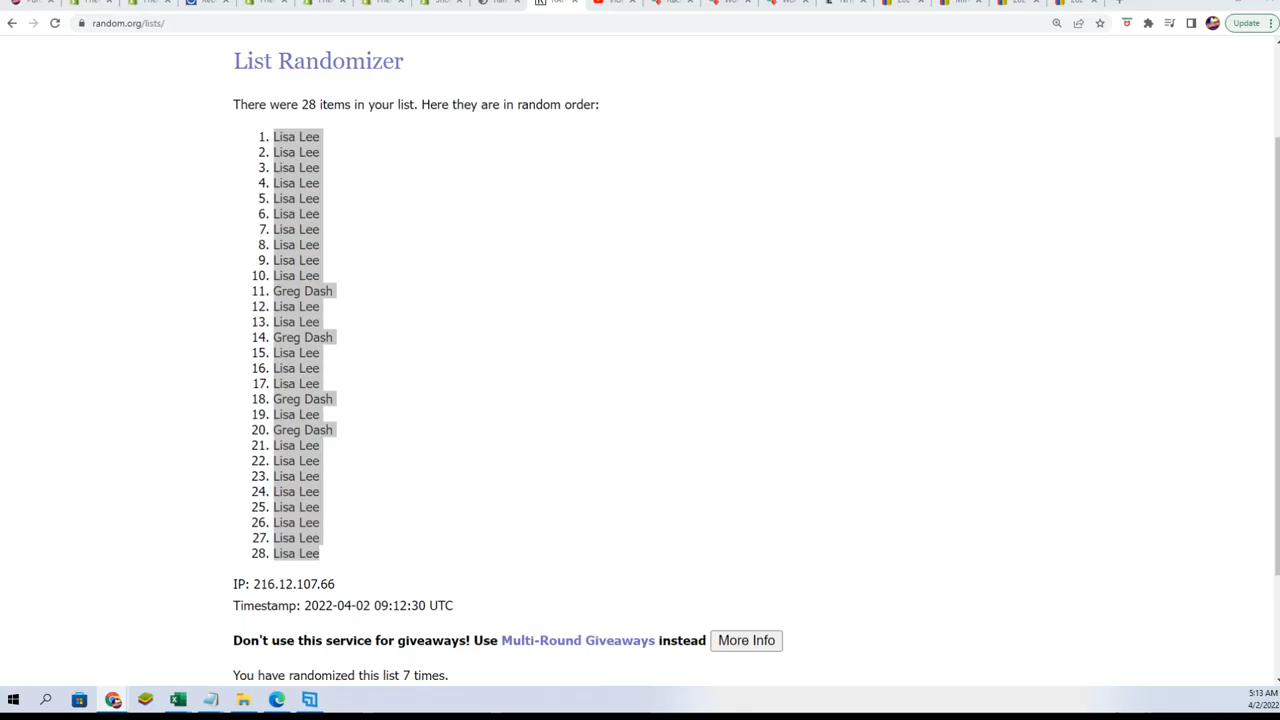 random.org/lists/
Update
List Randomizer
There were 28 items in your list. Here they are in random order:
1. Lisa Lee
2. Lisa Lee
3. Lisa Lee
4. Lisa Lee
5. Lisa Lee
6. Lisa Lee
7. Lisa Lee
8. Lisa Lee
9. Lisa Lee
10. Lisa Lee
11. Greg Dash
12. Lisa Lee
13. Lisa Lee
14. Greg Dash
15. Lisa Lee
16. Lisa Lee
17. Lisa Lee
18. Greg Dash
19. Lisa Lee
20. Greg Dash
21. Lisa Lee
22. Lisa Lee
23. Lisa Lee
24. Lisa Lee
25. Lisa Lee
26. Lisa Lee
27. Lisa Lee
28. Lisa Lee
IP: 216.12.107.66
Timestamp: 2022-04-02 09:12:30 UTC
Don't use this service for giveaways! Use Multi-Round Giveaways instead More Info
You have randomized this list 7 times.
5:13 AM
4/2/2022